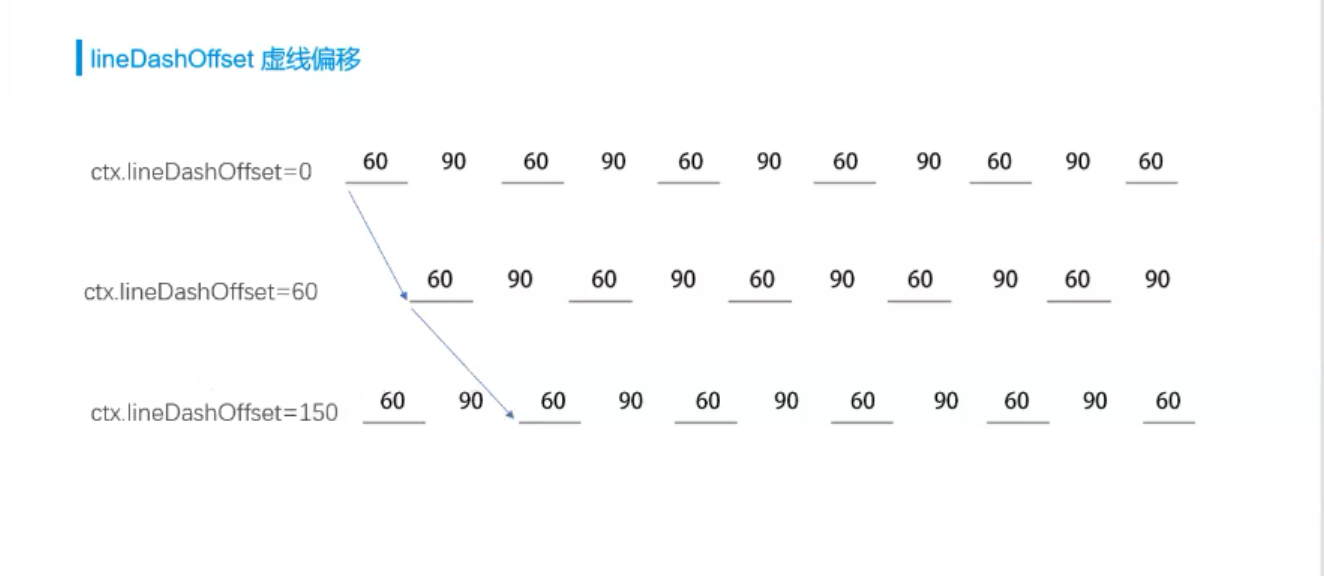 lineDashOffset 虚线偏移
ctx.lineDashOffset=0 60 90 60 90 60 90 60 90 60 90 60
ctx.lineDashOffset=60 60 90 60 90 60 90 60 90 60 90
ctx.lineDashOffset=150 60 90 60 90 60 90 60 90 60 90 60